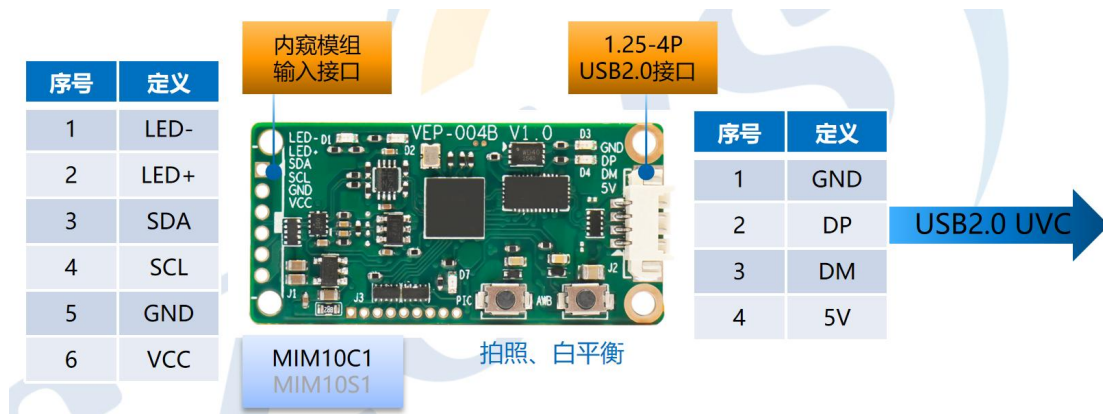 内窥模组
输入接口
1.25-4P
USB2.0接口
序号 定义
1 LED-
2 LED+
3 SDA
4 SCL
5 GND
6 VCC
LED- D1
LED+
SDA
SCL
GND
VCC
D2
VEP-004B V1.0
D3
GND
DP
D4
DM
5V
J1
J3
D7
PIC
AWB
J2
序号 定义
1 GND
2 DP
3 DM
4 5V
USB2.0 UVC
MIM10C1
MIM10S1
拍照、白平衡